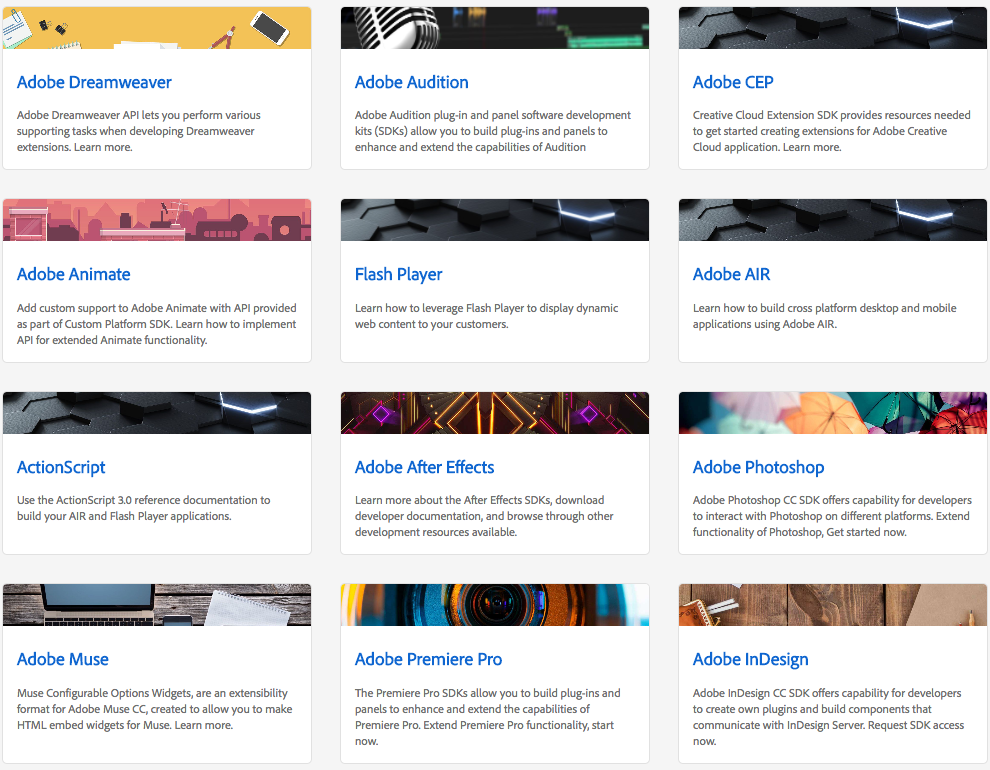 Adobe Dreamweaver
Adobe Dreamweaver API lets you perform various
supporting tasks when developing Dreamweaver
extensions. Learn more.
Adobe Audition
Adobe Audition plug-in and panel software development
kits (SDKs) allow you to build plug-ins and panels to
enhance and extend the capabilities of Audition
Adobe CEP
Creative Cloud Extension SDK provides resources needed
to get started creating extensions for Adobe Creative
Cloud application. Learn more.
Adobe Animate
Add custom support to Adobe Animate with API provided
as part of Custom Platform SDK. Learn how to implement
API for extended Animate functionality.
Flash Player
Learn how to leverage Flash Player to display dynamic
web content to your customers.
Adobe AIR
Learn how to build cross platform desktop and mobile
applications using Adobe AIR.
ActionScript
Use the ActionScript 3.0 reference documentation to
build your AIR and Flash Player applications.
Adobe After Effects
Learn more about the After Effects SDKs, download
developer documentation, and browse through other
development resources available.
Adobe Photoshop
Adobe Photoshop CC SDK offers capability for developers
to interact with Photoshop on different platforms. Extend
functionality of Photoshop, Get started now.
Adobe Muse
Muse Configurable Options Widgets, are an extensibility
format for Adobe Muse CC, created to allow you to make
HTML embed widgets for Muse. Learn more.
Adobe Premiere Pro
The Premiere Pro SDKs allow you to build plug-ins and
panels to enhance and extend the capabilities of
Premiere Pro. Extend Premiere Pro functionality, start
now.
Adobe InDesign
Adobe InDesign CC SDK offers capability for developers
to create own plugins and build components that
communicate with InDesign Server. Request SDK access
now.